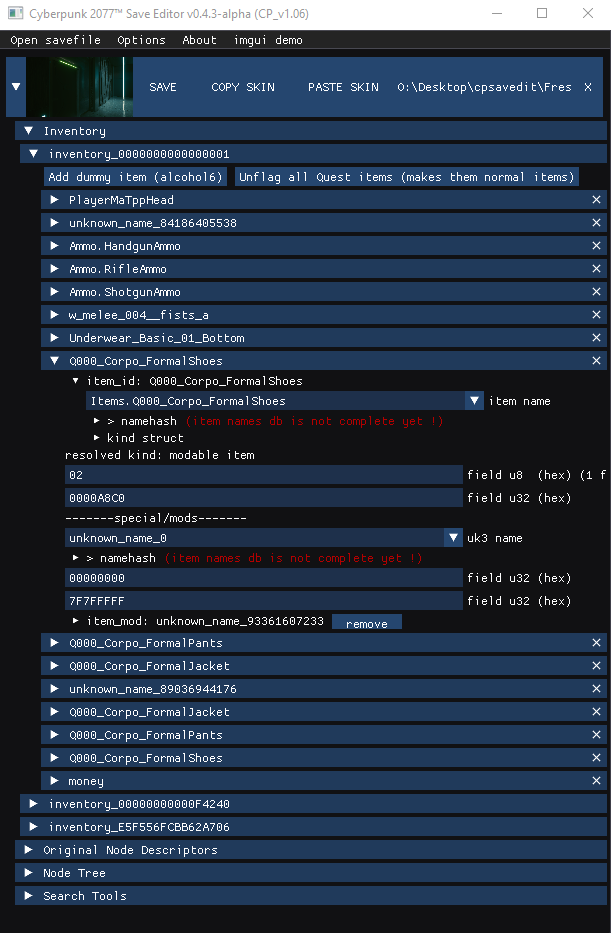 Cyberpunk 2077™ Save Editor v0.4.3-alpha (CP_v1.06)
Open savefile Options About imgui demo
SAVE COPY SKIN PASTE SKIN O:\Desktop\cpsavedit\Fres X
Inventory
inventory_0000000000000001
Add dummy item (alcohol6) Unflag all Quest items (makes them normal items)
PlayerMaTppHead
unknown_name_84186405538
Ammo.HandgunAmmo
Ammo.RifleAmmo
Ammo.ShotgunAmmo
w_melee_004__fists_a
Underwear_Basic_01_Bottom
Q000_Corpo_FormalShoes
item_id: Q000_Corpo_FormalShoes
Items.Q000_Corpo_FormalShoes item name
> namehash (item names db is not complete yet !)
kind struct
resolved kind: modable item
02 field u8 (hex) (1 f
0000A8C0 field u32 (hex)
-------special/mods-------
unknown_name_0 uk3 name
> namehash (item names db is not complete yet !)
00000000 field u32 (hex)
7F7FFFFF field u32 (hex)
item_mod: unknown_name_93361607233 remove
Q000_Corpo_FormalPants
Q000_Corpo_FormalJacket
unknown_name_89036944176
Q000_Corpo_FormalJacket
Q000_Corpo_FormalPants
Q000_Corpo_FormalShoes
money
inventory_00000000000F4240
inventory_E5F556FCBB62A706
Original Node Descriptors
Node Tree
Search Tools